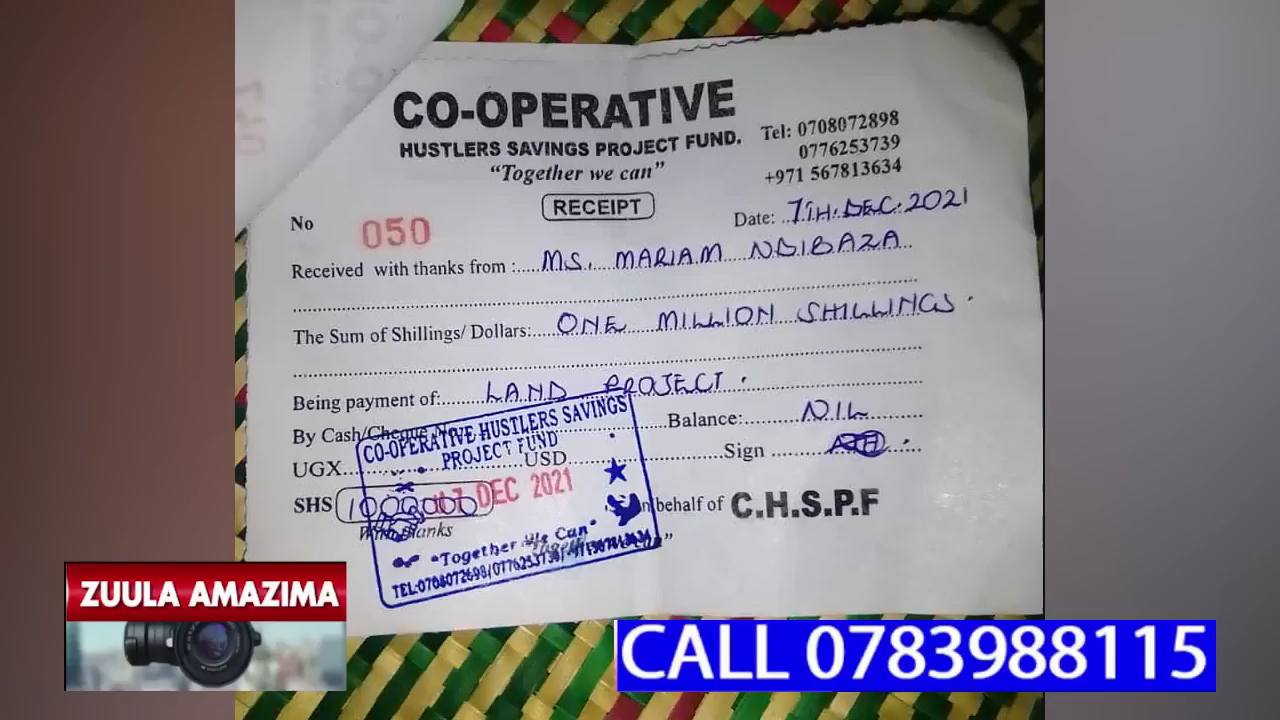 CO-OPERATIVE
HUSTLERS SAVINGS PROJECT FUND.
"Together we can"
Tel: 0708072898
0776253739
+971 567813634
RECEIPT
No 050
Date: 7TH.DEC.2021
Received with thanks from : MS. MARIAM NDIBAZA
The Sum of Shillings/ Dollars: ONE MILLION SHILLINGS.
Being payment of: LAND PROJECT.
By Cash/Cheque No
Balance: NIL
UGX USD
Sign
SHS 1000000
With thanks
behalf of C.H.S.P.F
CO-OPERATIVE HUSTLERS SAVINGS
PROJECT FUND
DEC 2021
"Together We Can"
ZUULA AMAZIMA
CALL 0783988115